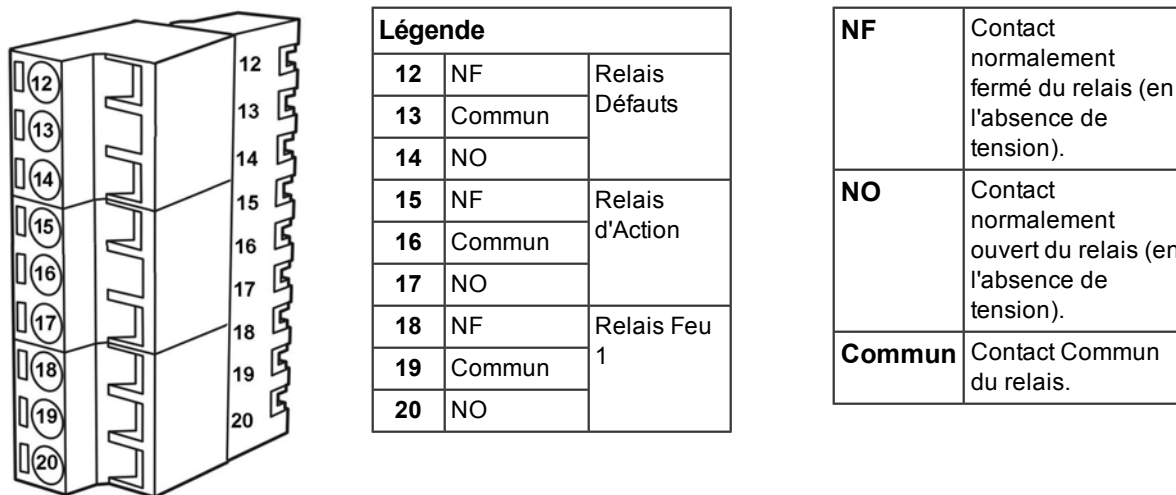 12
13
14
15
16
17
18
19
20
12
13
14
15
16
17
18
19
20
Légende
12 NF Relais
Défauts
13 Commun
14 NO
15 NF Relais
d'Action
16 Commun
17 NO
18 NF Relais Feu
1
19 Commun
20 NO
NF Contact
normalement
fermé du relais (en
l'absence de
tension).
NO Contact
normalement
ouvert du relais (en
l'absence de
tension).
Commun Contact Commun
du relais.